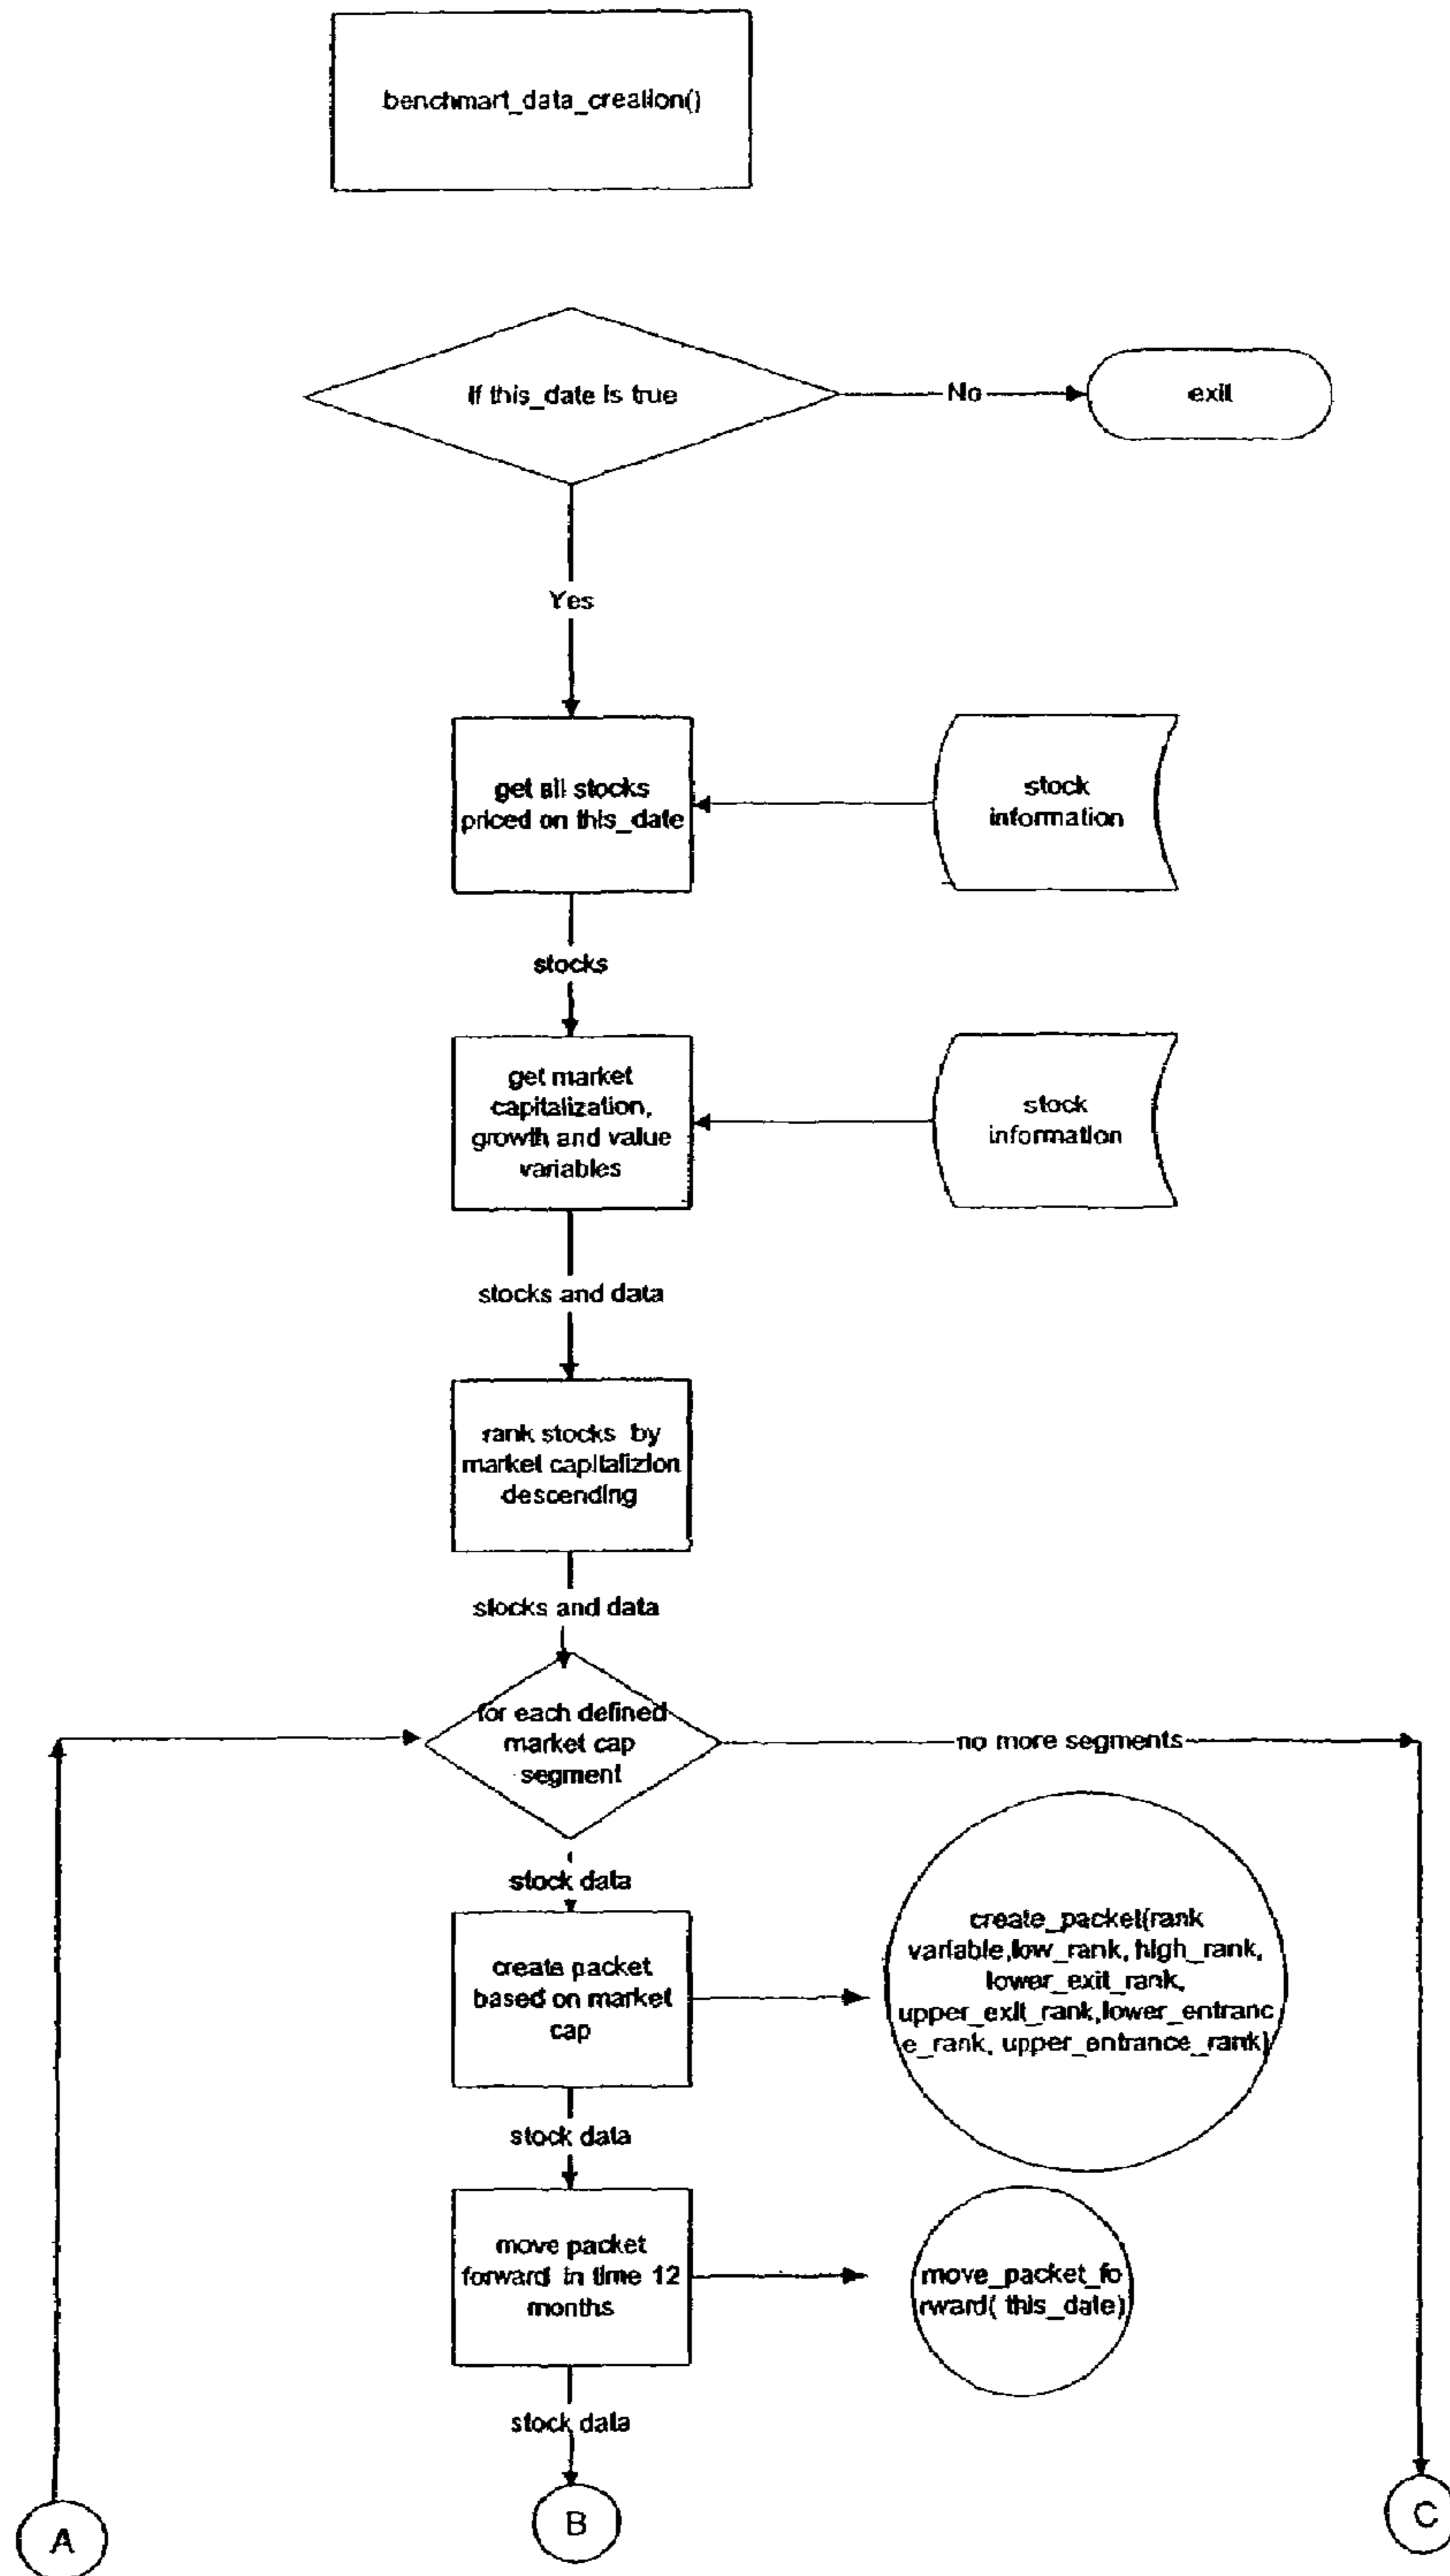 benchmart_data_creation()
If this_date is true
No
exit
Yes
get all stocks
priced on this_date
stock
information
stocks
get market
capitalization,
growth and value
variables
stock
information
stocks and data
rank stocks by
market capitalizion
descending
stocks and data
for each defined
market cap
segment
no more segments
stock data
create packet
based on market
cap
create_packet(rank
variable,low_rank, high_rank,
lower_exit_rank,
upper_exit_rank,lower_entranc
e_rank, upper_entrance_rank)
stock data
move packet
forward in time 12
months
move_packet_fo
rward( this_date)
stock data
A
B
C